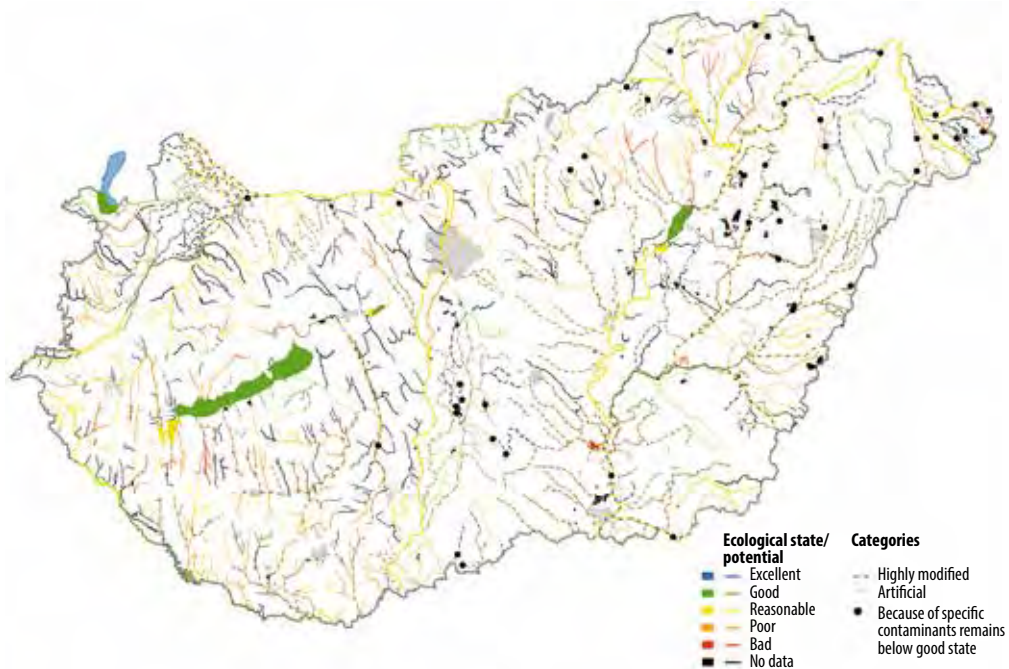 Ecological state/
potential
Excellent
Good
Reasonable
Poor
Bad
No data
Categories
Highly modified
Artificial
Because of specific
contaminants remains
below good state